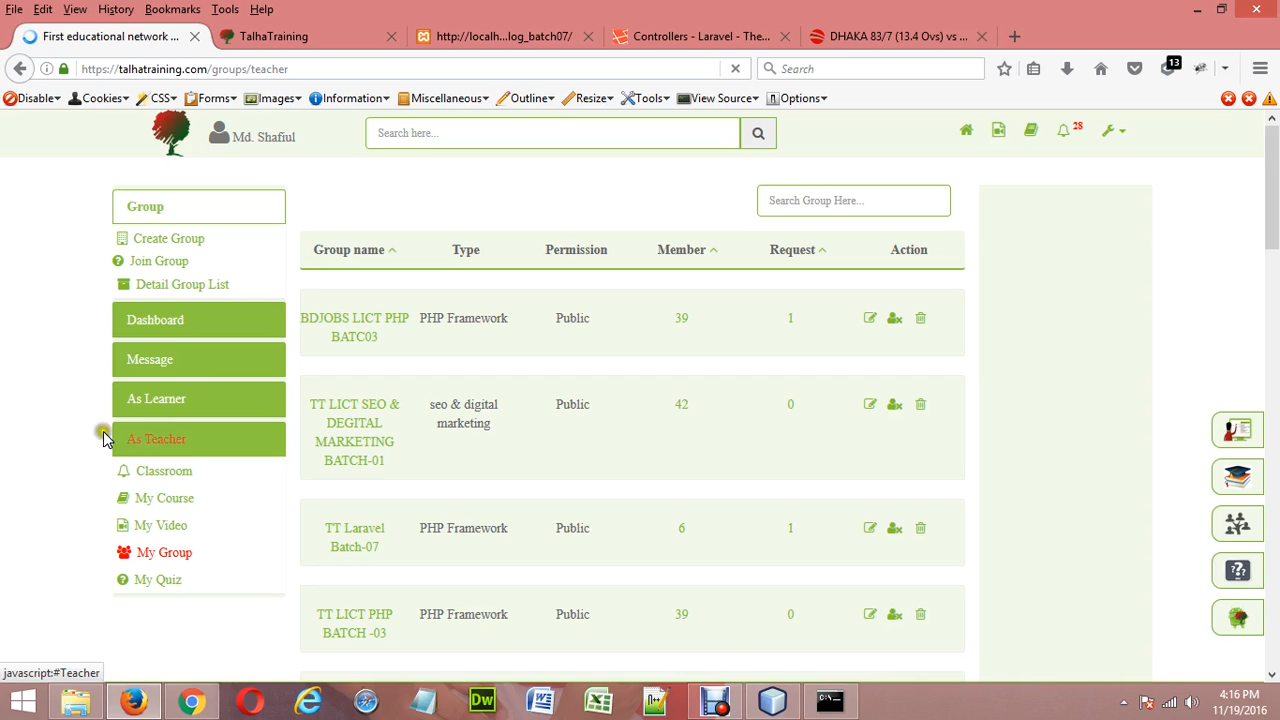 File Edit View History Bookmarks Tools Help
First educational network ...
TalhaTraining
http://localh...log_batch07/
Controllers - Laravel - The...
DHAKA 83/7 (13.4 Ovs) vs ...
https://talhatraining.com/groups/teacher
Search
13
Disable Cookies CSS Forms Images Information Miscellaneous Outline Resize Tools View Source Options
Md. Shafiul
Search here...
28
Group
Create Group
Join Group
Detail Group List
Dashboard
Message
As Learner
As Teacher
Classroom
My Course
My Video
My Group
My Quiz
Search Group Here...
Group name Type Permission Member Request Action
BDJOBS LICT PHP PHP Framework Public 39 1
BATC03
TT LICT SEO & seo & digital Public 42 0
DEGITAL marketing
MARKETING
BATCH-01
TT Laravel PHP Framework Public 6 1
Batch-07
TT LICT PHP PHP Framework Public 39 0
BATCH -03
javascript:#Teacher
4:16 PM
11/19/2016